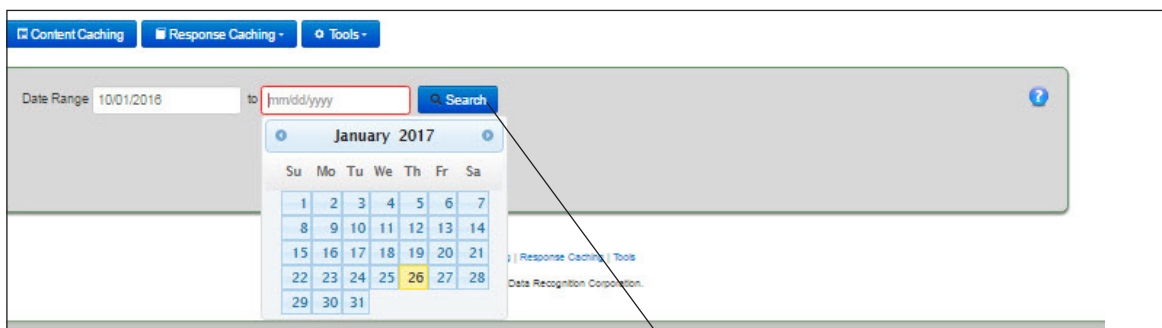 Content Caching Response Caching Tools
Date Range 10/01/2016 to mm/dd/yyyy Search ?
January 2017
Su Mo Tu We Th Fr Sa
1 2 3 4 5 6 7
8 9 10 11 12 13 14
15 16 17 18 19 20 21
22 23 24 25 26 27 28
29 30 31
| Response Caching | Tools
Data Recognition Corporation.